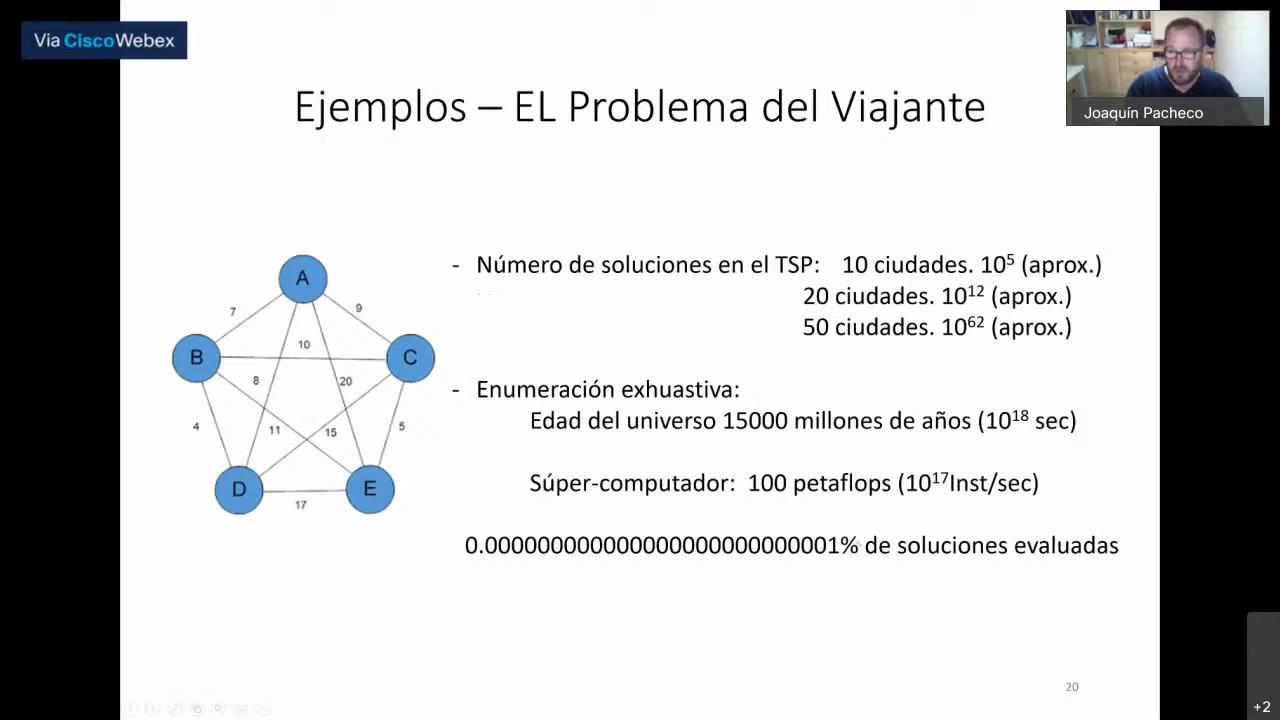 Vía CiscoWebex
Joaquín Pacheco
Ejemplos – EL Problema del Viajante
- Número de soluciones en el TSP: 10 ciudades. 10⁵ (aprox.)
20 ciudades. 10¹² (aprox.)
50 ciudades. 10⁶² (aprox.)
- Enumeración exhuastiva:
Edad del universo 15000 millones de años (10¹⁸ sec)
Súper-computador: 100 petaflops (10¹⁷Inst/sec)
0.0000000000000000000000000001% de soluciones evaluadas
A
7
9
B
10
C
8
20
4
11
15
5
D
E
17
20
+2